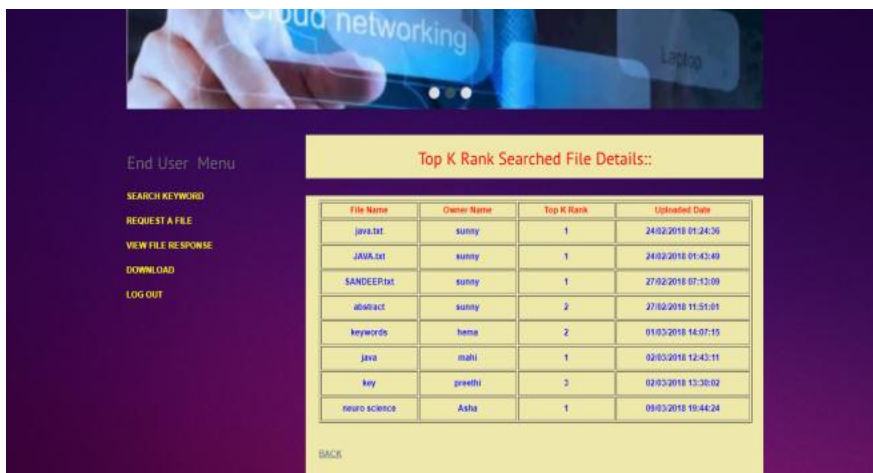 Cloud networking
Laptop
End User Menu
SEARCH KEYWORD
REQUEST A FILE
VIEW FILE RESPONSE
DOWNLOAD
LOG OUT
Top K Rank Searched File Details::
File Name Owner Name Top K Rank Uploaded Date
java.txt sunny 1 24/02/2018 01:24:36
JAVA.txt sunny 1 24/02/2018 01:43:49
SANDEEP.txt sunny 1 27/02/2018 07:13:09
abstract sunny 2 27/02/2018 11:51:01
keywords hema 2 01/03/2018 14:07:15
java mahi 1 02/03/2018 12:43:11
key preethi 3 02/03/2018 13:30:02
neuro science Asha 1 09/03/2018 19:44:24
BACK